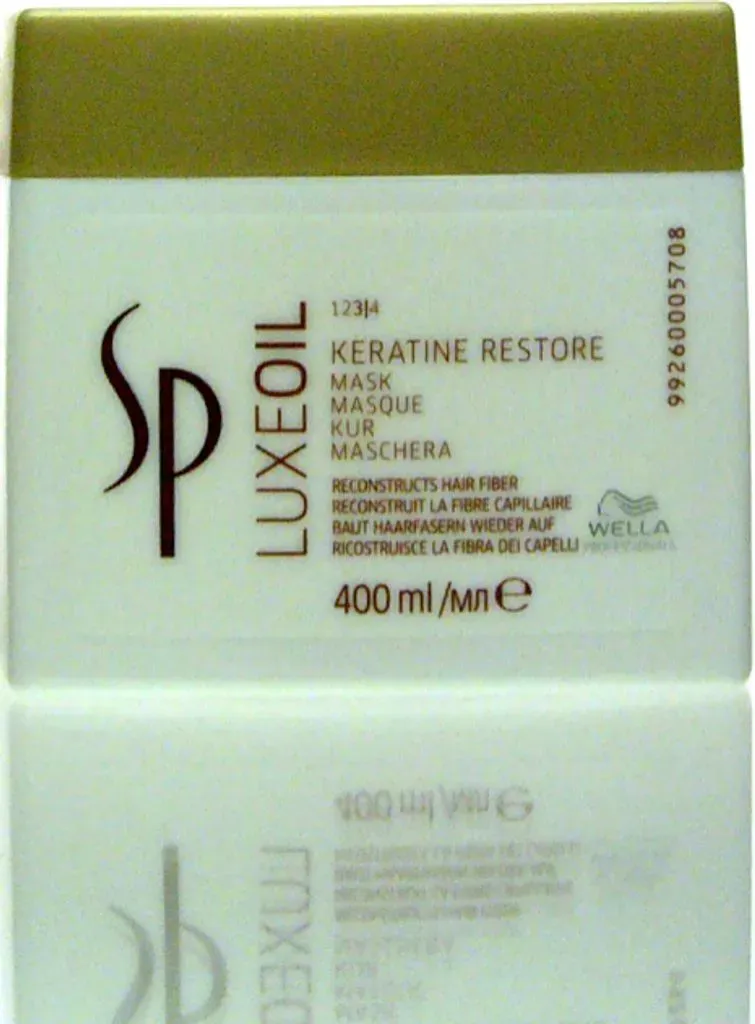 SP
LUXEOIL
123|4
KERATINE RESTORE
MASK
MASQUE
KUR
MASCHERA
RECONSTRUCTS HAIR FIBER
RECONSTRUIT LA FIBRE CAPILLAIRE
BAUT HAARFASERN WIEDER AUF
RICOSTRUISCE LA FIBRA DEI CAPELLI
WELLA
PROFESSIONALS
400 ml /мл ℮
99260005708